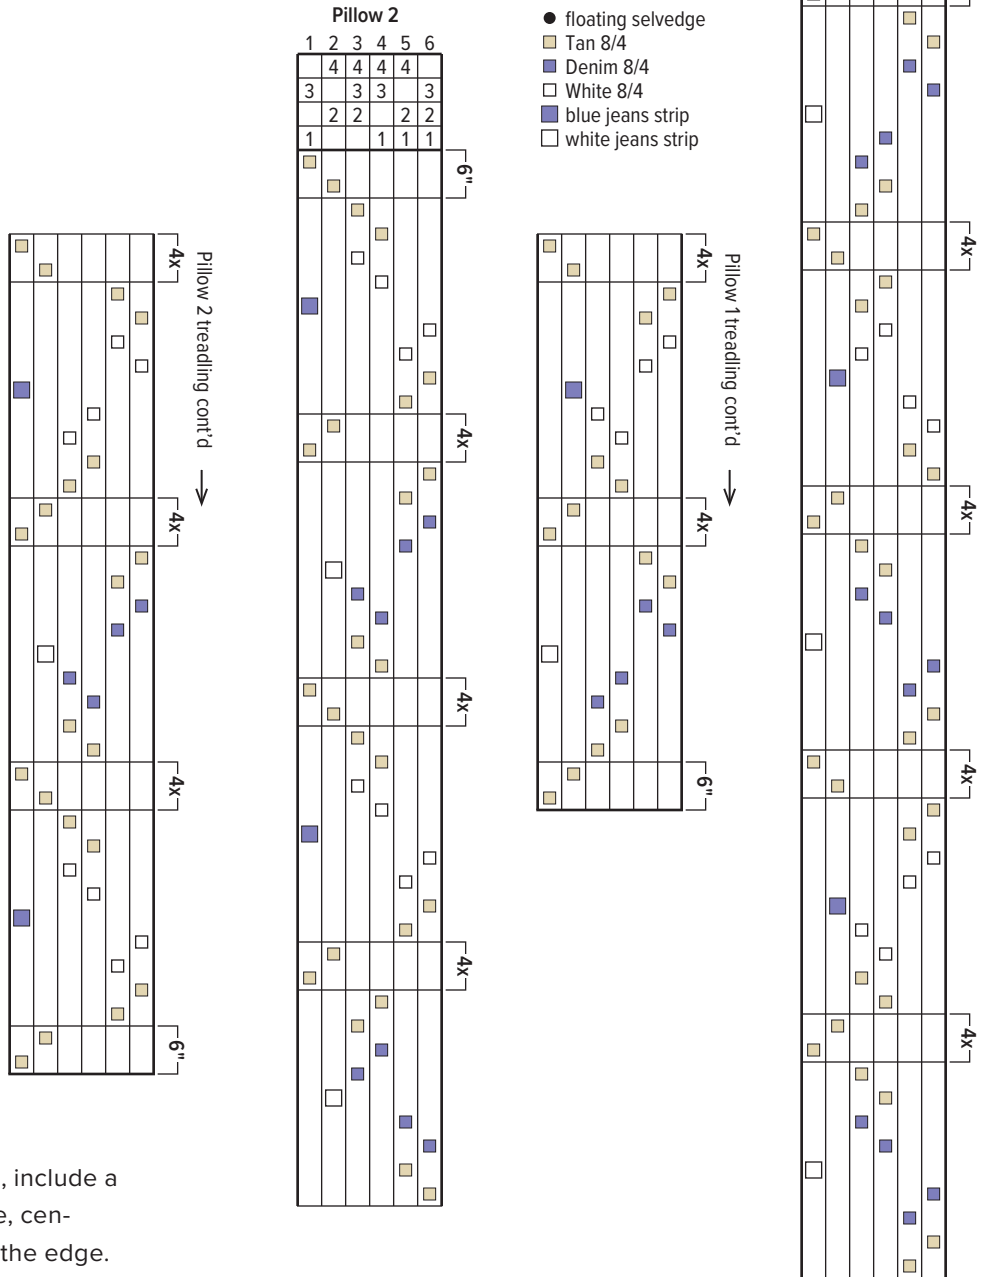 Pillow 2
1 2 3 4 5 6
4 4 4 4
3 3 3 3
2 2 2 2
1 1 1 1
6"
4x
4x
4x
4x
floating selvedge
Tan 8/4
Denim 8/4
White 8/4
blue jeans strip
white jeans strip
Pillow 2 treadling cont'd
4x
4x
4x
6"
Pillow 1 treadling cont'd
4x
4x
6"
4x
4x
4x
4x
, include a
e, cen-
the edge.